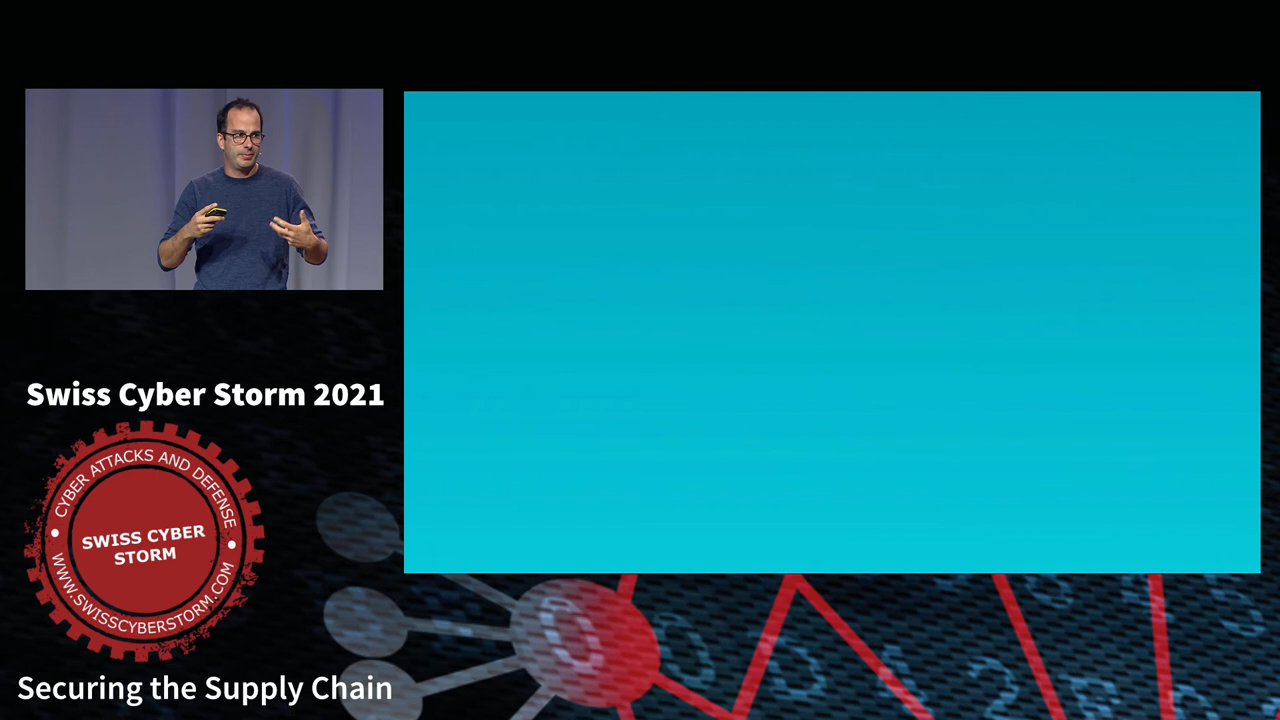 Swiss Cyber Storm 2021
CYBER ATTACKS AND DEFENSE
SWISS CYBER
STORM
WWW.SWISSCYBERSTORM.COM
Securing the Supply Chain